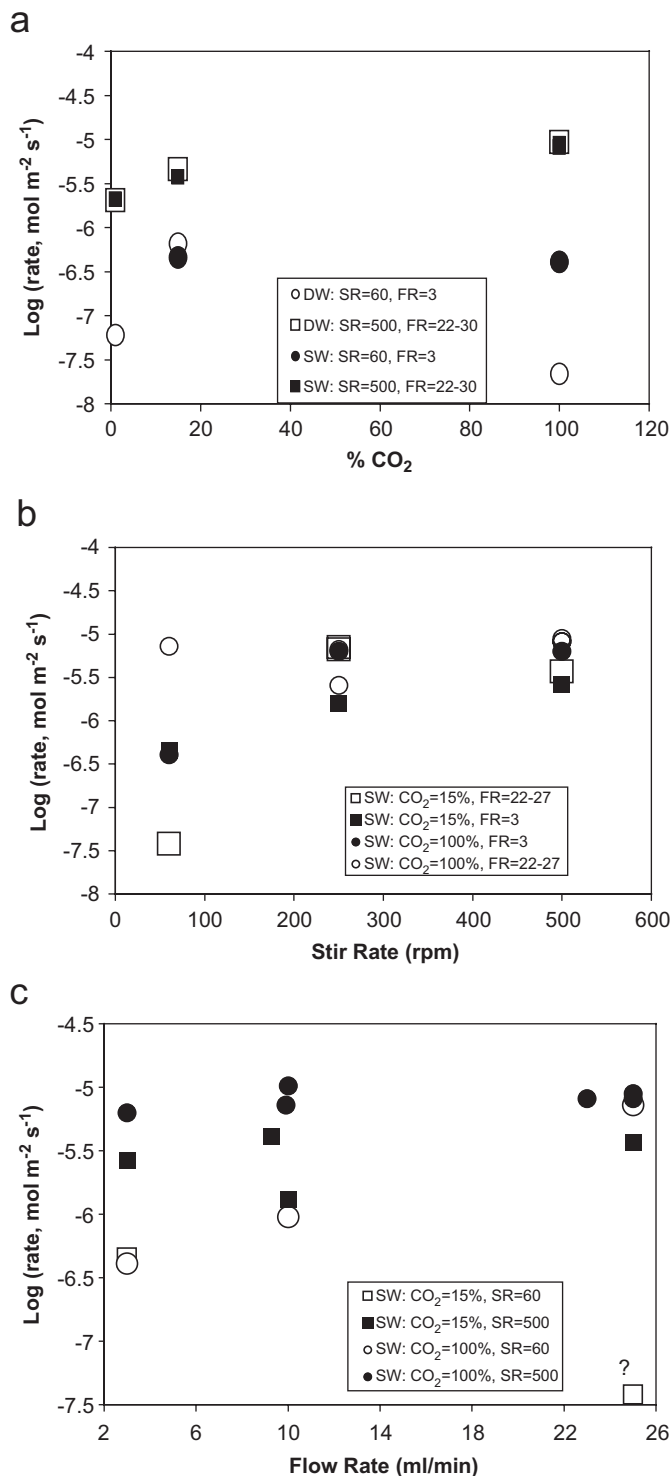 a
-4
-4.5
-5
-5.5
-6
-6.5
-7
-7.5
-8
Log (rate, mol m⁻² s⁻¹)
DW: SR=60, FR=3
DW: SR=500, FR=22-30
SW: SR=60, FR=3
SW: SR=500, FR=22-30
0 20 40 60 80 100 120
% CO₂
b
-4
-4.5
-5
-5.5
-6
-6.5
-7
-7.5
-8
Log (rate, mol m⁻² s⁻¹)
SW: CO₂=15%, FR=22-27
SW: CO₂=15%, FR=3
SW: CO₂=100%, FR=3
SW: CO₂=100%, FR=22-27
0 100 200 300 400 500 600
Stir Rate (rpm)
c
-4.5
-5
-5.5
-6
-6.5
-7
-7.5
Log (rate, mol m⁻² s⁻¹)
SW: CO₂=15%, SR=60
SW: CO₂=15%, SR=500
SW: CO₂=100%, SR=60
SW: CO₂=100%, SR=500
?
2 6 10 14 18 22 26
Flow Rate (ml/min)